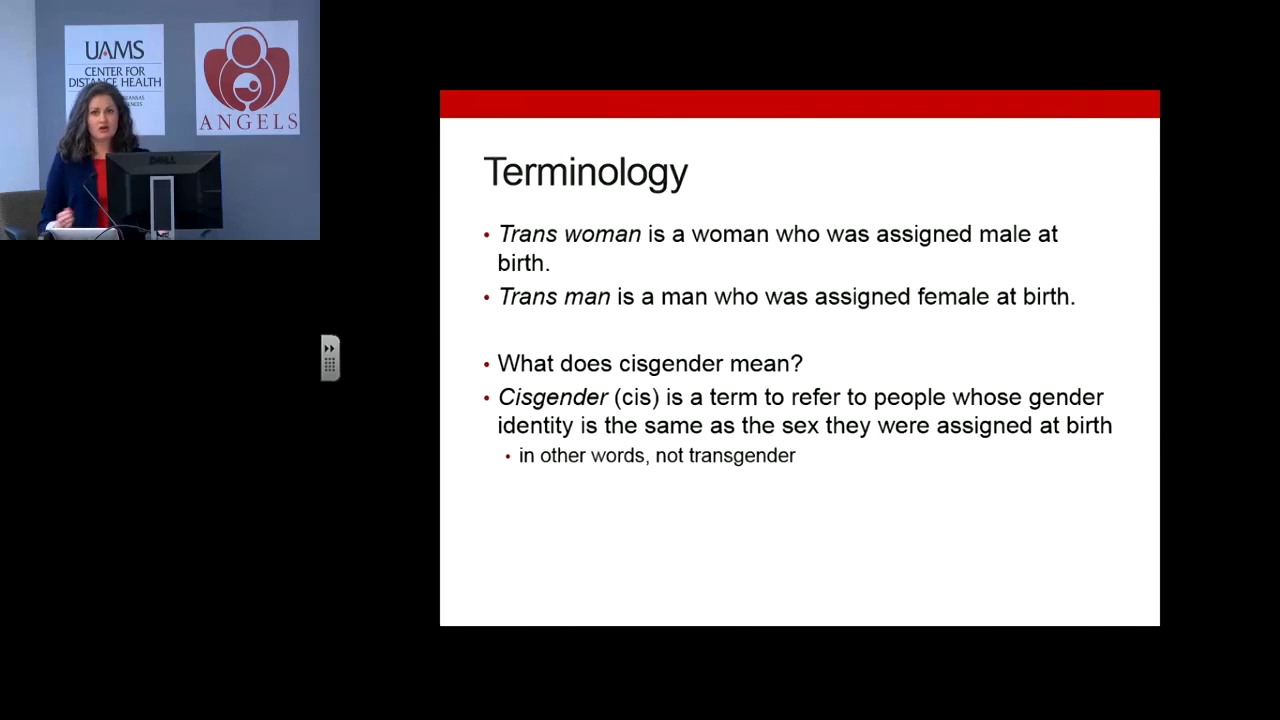 UAMS
CENTER FOR
DISTANCE HEALTH
ANGELS
DELL
Terminology
• Trans woman is a woman who was assigned male at
birth.
• Trans man is a man who was assigned female at birth.
• What does cisgender mean?
• Cisgender (cis) is a term to refer to people whose gender
identity is the same as the sex they were assigned at birth
• in other words, not transgender